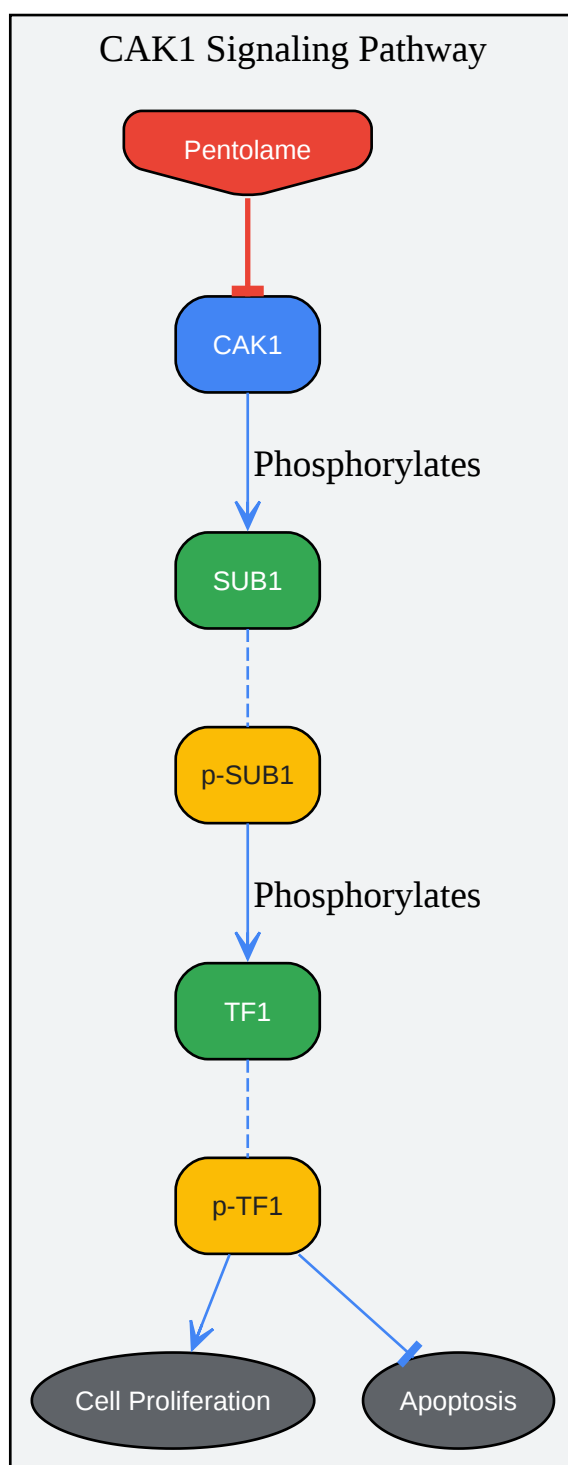 CAK1 Signaling Pathway
Pentolame
CAK1
Phosphorylates
SUB1
p-SUB1
Phosphorylates
TF1
p-TF1
Cell Proliferation
Apoptosis